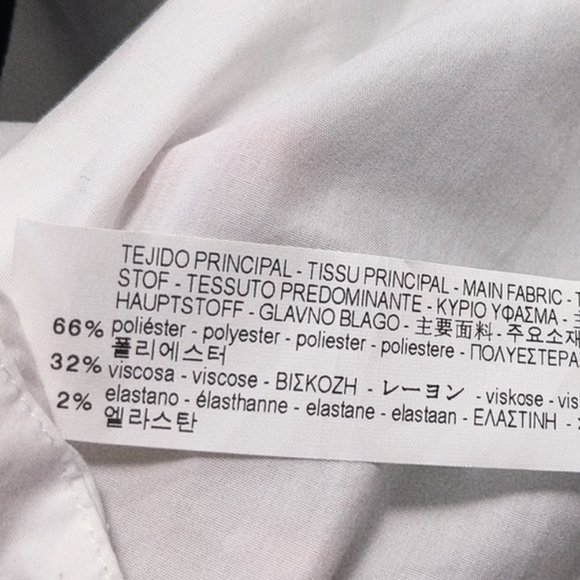 TEJIDO PRINCIPAL - TISSU PRINCIPAL - MAIN FABRIC -
STOF - TESSUTO PREDOMINANTE - ΚΥΡΙΟ ΥΦΑΣΜΑ -
HAUPTSTOFF - GLAVNO BLAGO - 主要面料 - 주요소재
66% poliéster - polyester - poliester - poliestere - ΠΟΛΥΕΣΤΕΡΑ
폴리에스터
32% viscosa - viscose - ΒΙΣΚΟΖΗ - レーヨン - viskose -
2% elastano - élasthanne - elastane - elastaan - ΕΛΑΣΤΙΝΗ -
엘라스탄